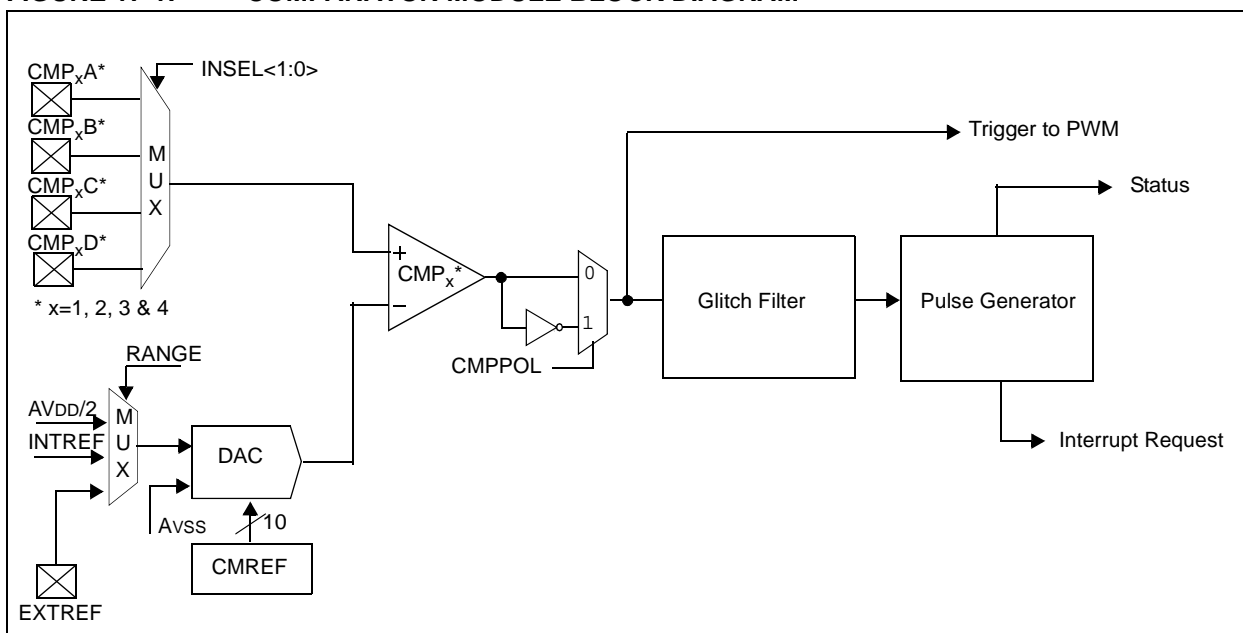 CMPxA*
INSEL<1:0>
CMPxB*
CMPxC*
CMPxD*
M
U
X
* x=1, 2, 3 & 4
Trigger to PWM
Status
+
CMPx*
−
0
1
CMPPOL
Glitch Filter
Pulse Generator
Interrupt Request
RANGE
AVDD/2
INTREF
M
U
X
DAC
AVSS
10
CMREF
EXTREF